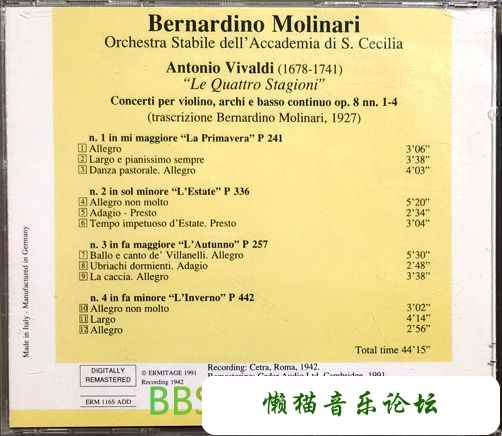 Bernardino Molinari
Orchestra Stabile dell'Accademia di S. Cecilia
Antonio Vivaldi (1678-1741)
"Le Quattro Stagioni"
Concerti per violino, archi e basso continuo op. 8 nn. 1-4
(trascrizione Bernardino Molinari, 1927)
n. 1 in mi maggiore "La Primavera" P 241
1 Allegro 3'06"
2 Largo e pianissimo sempre 3'38"
3 Danza pastorale. Allegro 4'03"
n. 2 in sol minore "L'Estate" P 336
4 Allegro non molto 5'20"
5 Adagio - Presto 2'34"
6 Tempo impetuoso d'Estate. Presto 3'04"
n. 3 in fa maggiore "L'Autunno" P 257
7 Ballo e canto de' Villanelli. Allegro 5'30"
8 Ubriachi dormienti. Adagio 2'48"
9 La caccia. Allegro 3'38"
n. 4 in fa minore "L'Inverno" P 442
10 Allegro non molto 3'02"
11 Largo 4'14"
12 Allegro 2'56"
Total time 44'15"
Made in Italy - Manufactured in Germany
DIGITALLY
REMASTERED
ERM 1165 ADD
© ERMITAGE 1991
Recording 1942
Recording: Cetra, Roma, 1942.
BBS
懒猫音乐论坛